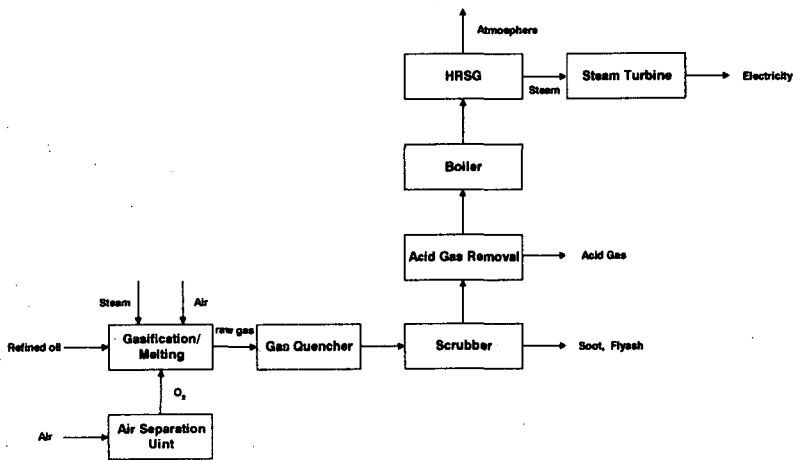 Atmosphere
HRSG
Steam
Steam Turbine
Electricity
Boiler
Acid Gas Removal
Acid Gas
Steam
Air
Refined oil
Gasification/
Melting
raw gas
Gas Quencher
Scrubber
Soot, Flyash
O₂
Air
Air Separation
Uint